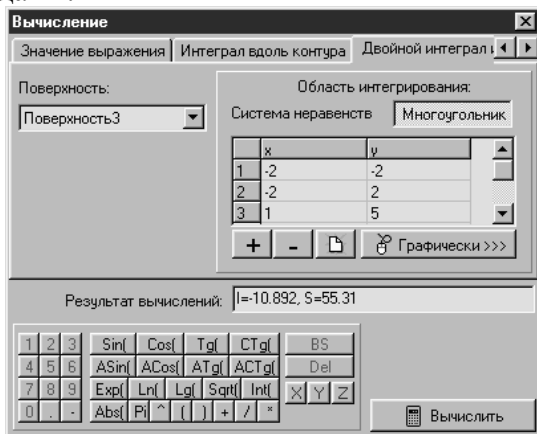 Вычисление
Значение выражения Интеграл вдоль контура Двойной интеграл
Поверхность:
Поверхность3
Область интегрирования:
Система неравенств Многоугольник
x y
1 -2 -2
2 -2 2
3 1 5
+ - Графически >>>
Результат вычислений: I=-10.892, S=55.31
1 2 3 Sin( Cos( Tg( CTg( BS
4 5 6 ASin( ACos( ATg( ACTg( Del
7 8 9 Exp( Ln( Lg( Sqrt( Int( X Y Z
0 . - Abs( Pi ^ ( ) + / *
Вычислить